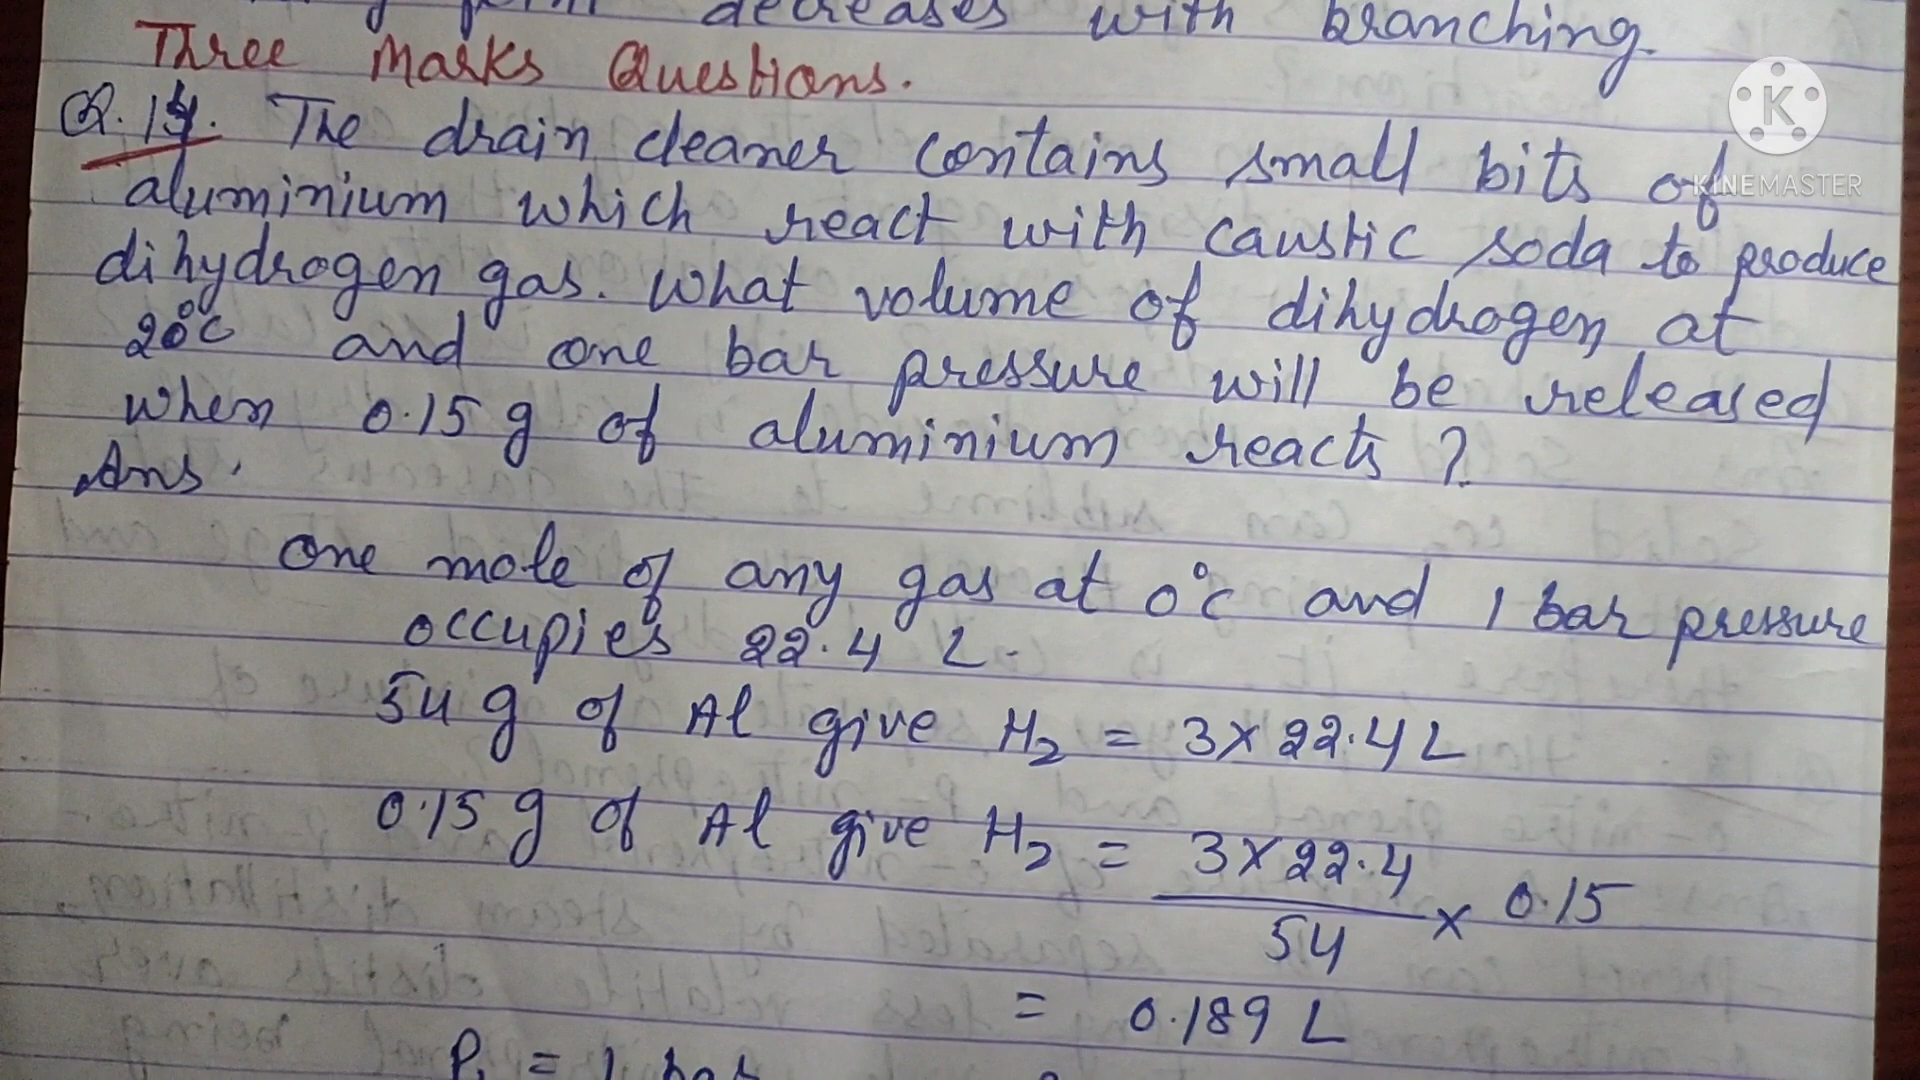 decreases with branching.
Three Marks Questions.
Q.14. The drain cleaner contains small bits of
aluminium which react with caustic soda to produce
dihydrogen gas. What volume of dihydrogen at
20°C and one bar pressure will be released
when 0.15 g of aluminium reacts?
Ans.
One mole of any gas at 0°C and 1 bar pressure
occupies 22.4 L.
54 g of Al give H₂ = 3×22.4 L
0.15 g of Al give H₂ = 3×22.4
54 × 0.15
= 0.189 L
P₁ = 1 bar
K
KINEMASTER